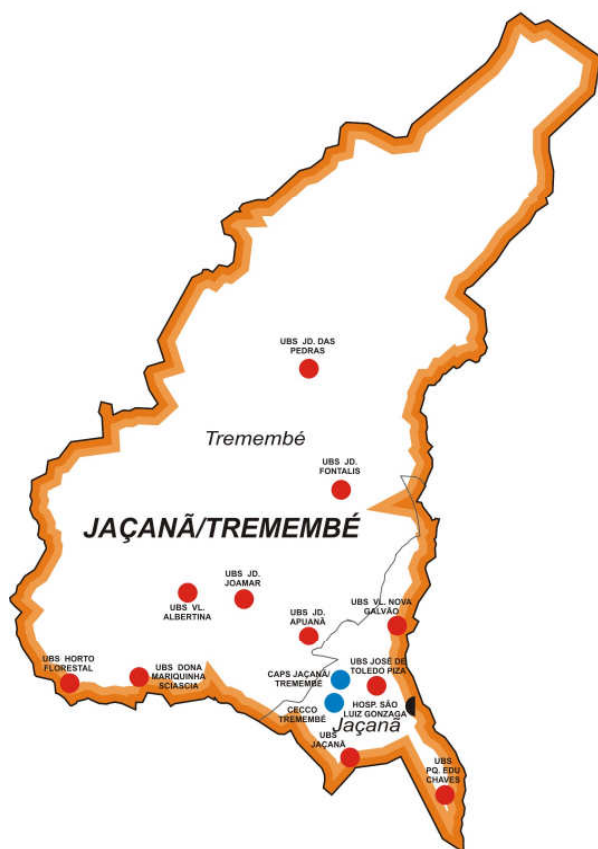 UBS JD. DAS
PEDRAS
Tremembé
UBS JD.
FONTALIS
JAÇANÃ/TREMEMBÉ
UBS JD.
JOAMAR
UBS VL.
ALBERTINA
UBS JD.
APUANÃ
UBS VL. NOVA
GALVÃO
UBS HORTO
FLORESTAL
UBS DONA
MARIQUINHA
SCIASCIA
CAPS JAÇANÃ/
TREMEMBÉ
UBS JOSÉ DE
TOLEDO PIZA
CECCO
TREMEMBÉ
HOSP. SÃO
LUIZ GONZAGA
Jaçanã
UBS
JAÇANÃ
UBS
PQ. EDU
CHAVES